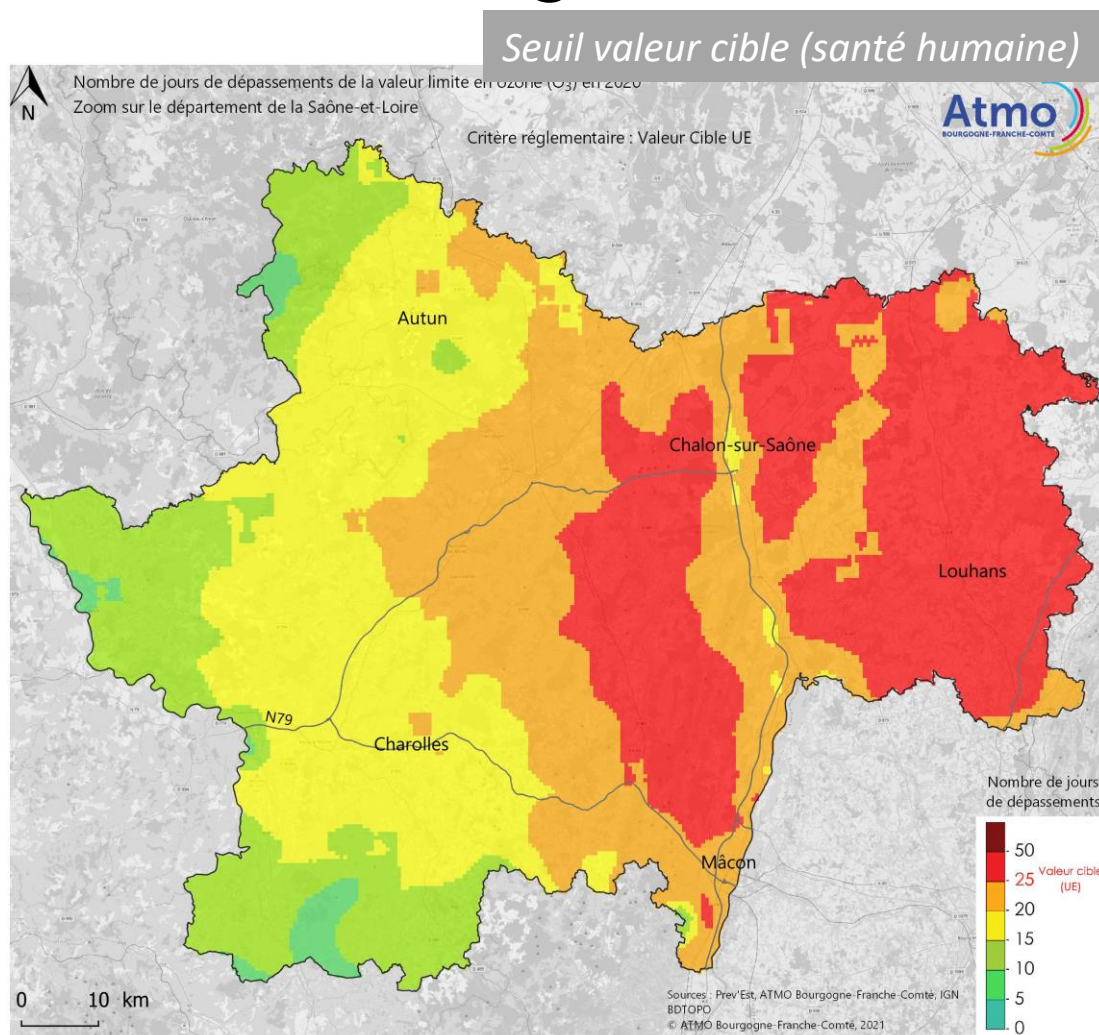 Seuil valeur cible (santé humaine)
Nombre de jours de dépassements de la valeur limite en ozone (O₃) en 2020
Zoom sur le département de la Saône-et-Loire
N
Atmo
BOURGOGNE-FRANCHE-COMTÉ
Critère réglementaire : Valeur Cible UE
Autun
Chalon-sur-Saône
Louhans
N79
Charolles
Mâcon
Nombre de jours
de dépassements
50
25 Valeur cible
(UE)
20
15
10
5
0
0 10 km
Sources : Prev'Est, ATMO Bourgogne-Franche-Comté, IGN
BDTOPO
© ATMO Bourgogne-Franche-Comté, 2021